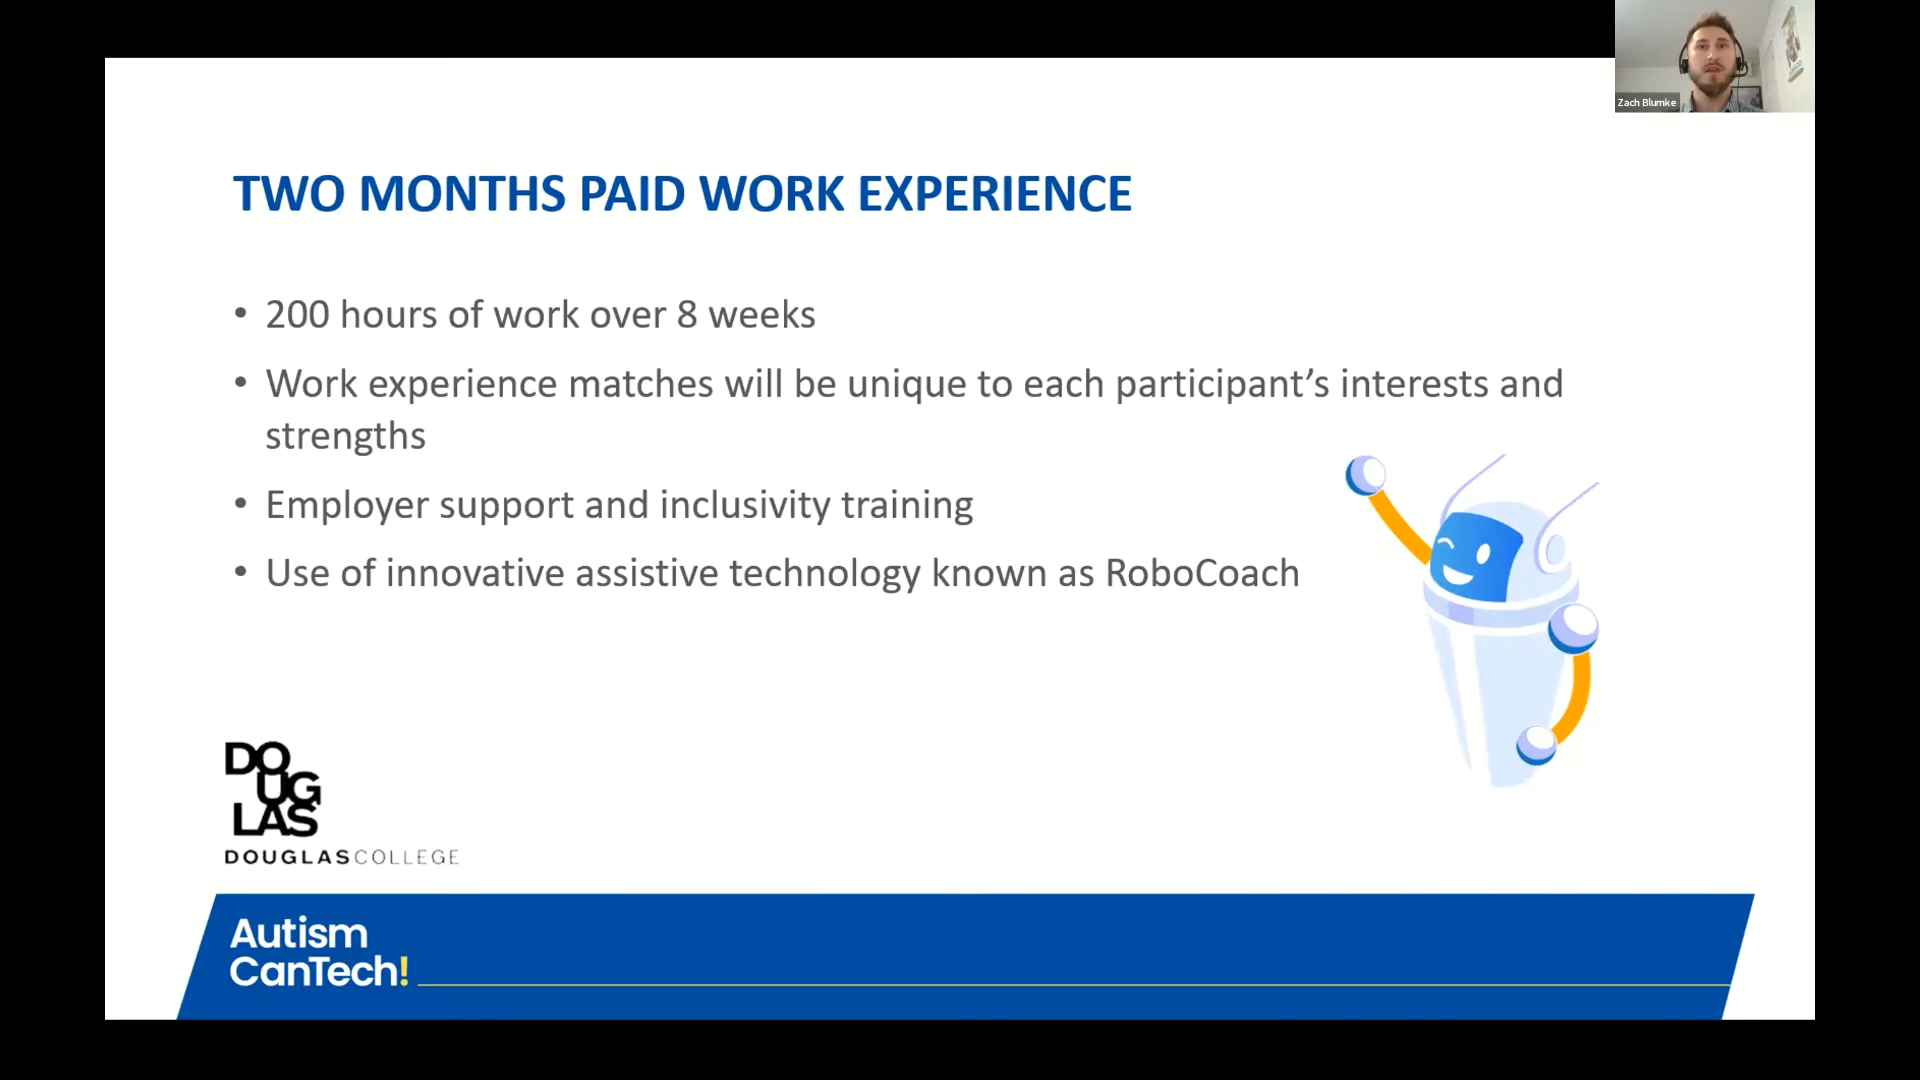 Zach Blumke
TWO MONTHS PAID WORK EXPERIENCE
• 200 hours of work over 8 weeks
• Work experience matches will be unique to each participant’s interests and
strengths
• Employer support and inclusivity training
• Use of innovative assistive technology known as RoboCoach
DO
UG
LAS
DOUGLASCOLLEGE
Autism
CanTech!